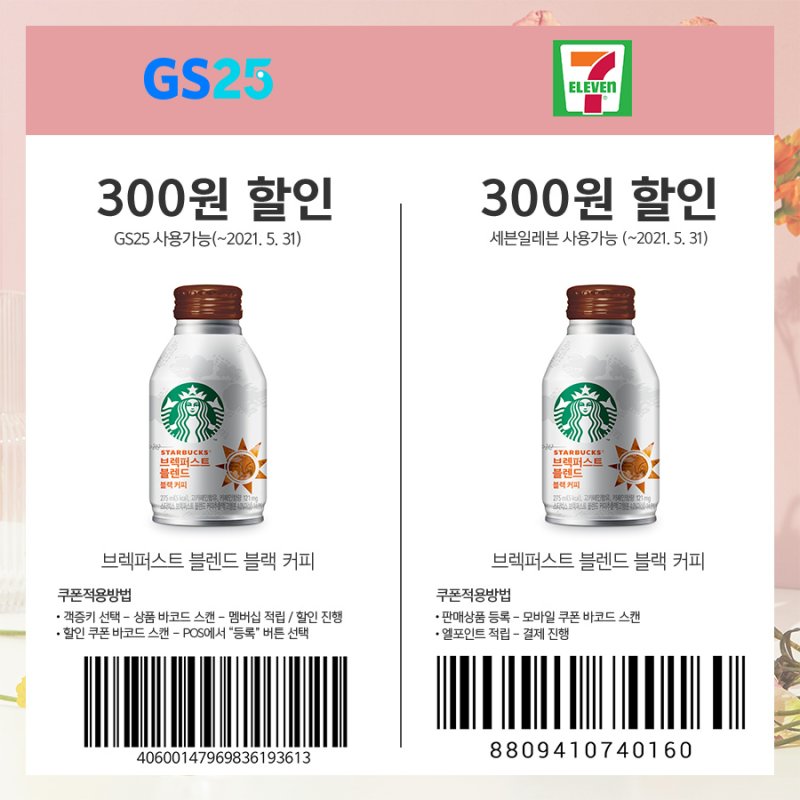 GS25
7
ELEVEN
300원 할인
GS25 사용가능(~2021. 5. 31)
STARBUCKS
브렉퍼스트
블렌드
블랙 커피
브렉퍼스트 블렌드 블랙 커피
쿠폰적용방법
• 객층키 선택 – 상품 바코드 스캔 – 멤버십 적립 / 할인 진행
• 할인 쿠폰 바코드 스캔 – POS에서 “등록” 버튼 선택
40600147969836193613
300원 할인
세븐일레븐 사용가능 (~2021. 5. 31)
STARBUCKS
브렉퍼스트
블렌드
블랙 커피
브렉퍼스트 블렌드 블랙 커피
쿠폰적용방법
• 판매상품 등록 – 모바일 쿠폰 바코드 스캔
• 엘포인트 적립 – 결제 진행
8809410740160